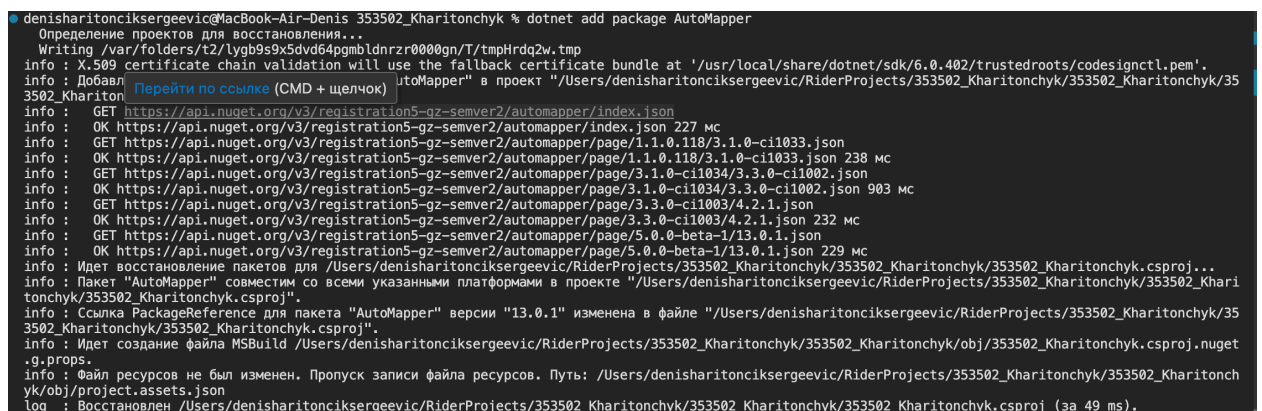 denisharitonciksergeevic@MacBook-Air-Denis 353502_Kharitonchyk % dotnet add package AutoMapper
Определение проектов для восстановления...
Writing /var/folders/t2/lygb9s9x5dvd64pgmbldnrzr0000gn/T/tmpHrdq2w.tmp
info : X.509 certificate chain validation will use the fallback certificate bundle at '/usr/local/share/dotnet/sdk/6.0.402/trustedroots/codesignctl.pem'.
info : Добавл utoMapper" в проект "/Users/denisharitonciksergeevic/RiderProjects/353502_Kharitonchyk/353502_Kharitonchyk/35
Перейти по ссылке (CMD + щелчок)
3502_Khariton
info :   GET https://api.nuget.org/v3/registration5-gz-semver2/automapper/index.json
info :   OK https://api.nuget.org/v3/registration5-gz-semver2/automapper/index.json 227 мс
info :   GET https://api.nuget.org/v3/registration5-gz-semver2/automapper/page/1.1.0.118/3.1.0-ci1033.json
info :   OK https://api.nuget.org/v3/registration5-gz-semver2/automapper/page/1.1.0.118/3.1.0-ci1033.json 238 мс
info :   GET https://api.nuget.org/v3/registration5-gz-semver2/automapper/page/3.1.0-ci1034/3.3.0-ci1002.json
info :   OK https://api.nuget.org/v3/registration5-gz-semver2/automapper/page/3.1.0-ci1034/3.3.0-ci1002.json 903 мс
info :   GET https://api.nuget.org/v3/registration5-gz-semver2/automapper/page/3.3.0-ci1003/4.2.1.json
info :   OK https://api.nuget.org/v3/registration5-gz-semver2/automapper/page/3.3.0-ci1003/4.2.1.json 232 мс
info :   GET https://api.nuget.org/v3/registration5-gz-semver2/automapper/page/5.0.0-beta-1/13.0.1.json
info :   OK https://api.nuget.org/v3/registration5-gz-semver2/automapper/page/5.0.0-beta-1/13.0.1.json 229 мс
info : Идет восстановление пакетов для /Users/denisharitonciksergeevic/RiderProjects/353502_Kharitonchyk/353502_Kharitonchyk/353502_Kharitonchyk.csproj...
info : Пакет "AutoMapper" совместим со всеми указанными платформами в проекте "/Users/denisharitonciksergeevic/RiderProjects/353502_Kharitonchyk/353502_Khari
tonchyk/353502_Kharitonchyk.csproj".
info : Ссылка PackageReference для пакета "AutoMapper" версии "13.0.1" изменена в файле "/Users/denisharitonciksergeevic/RiderProjects/353502_Kharitonchyk/35
3502_Kharitonchyk/353502_Kharitonchyk.csproj".
info : Идет создание файла MSBuild /Users/denisharitonciksergeevic/RiderProjects/353502_Kharitonchyk/353502_Kharitonchyk/obj/353502_Kharitonchyk.csproj.nuget
.g.props.
info : Файл ресурсов не был изменен. Пропуск записи файла ресурсов. Путь: /Users/denisharitonciksergeevic/RiderProjects/353502_Kharitonchyk/353502_Kharitonch
yk/obj/project.assets.json
log  : Восстановлен /Users/denisharitonciksergeevic/RiderProjects/353502_Kharitonchyk/353502_Kharitonchyk/353502_Kharitonchyk.csproj (за 49 ms).